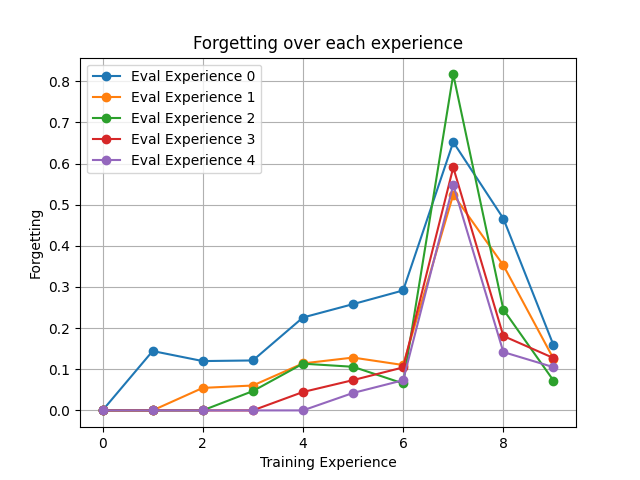 Forgetting over each experience
Eval Experience 0
Eval Experience 1
Eval Experience 2
Eval Experience 3
Eval Experience 4
Forgetting
0.8
0.7
0.6
0.5
0.4
0.3
0.2
0.1
0.0
0 2 4 6 8
Training Experience